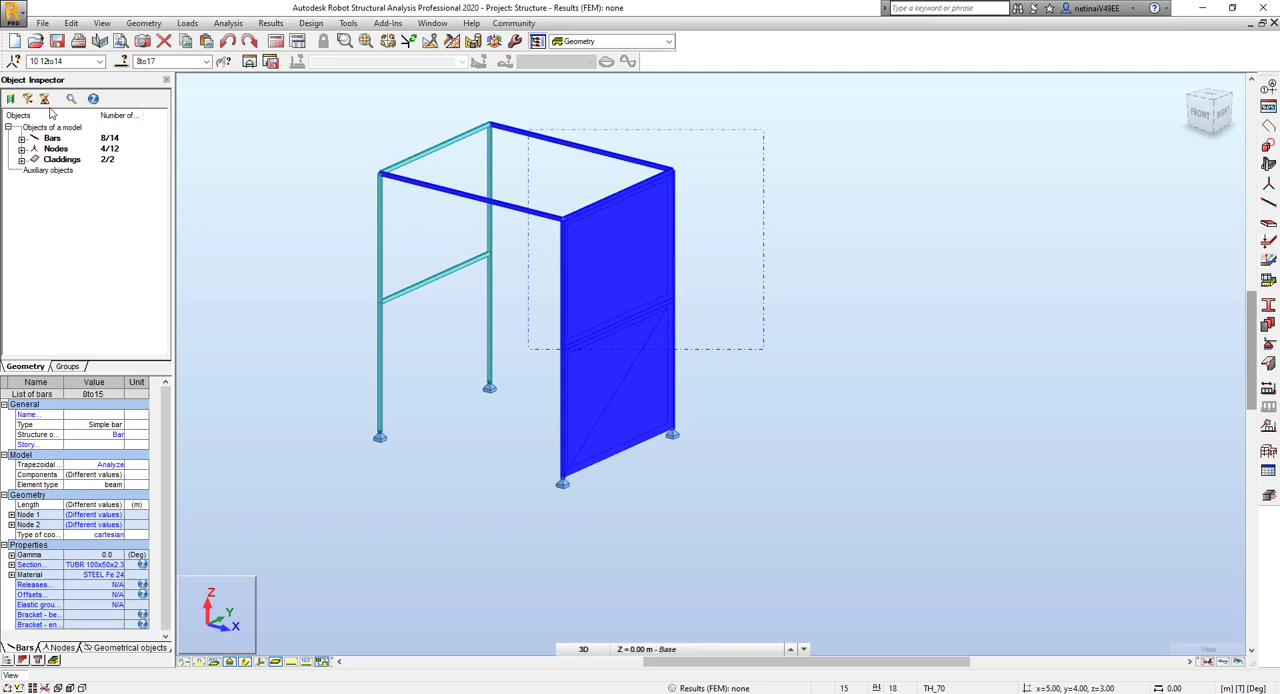 Autodesk Robot Structural Analysis Professional 2020 - Project: Structure - Results (FEM): none
Type a keyword or phrase
netinaiV49EE
PRO
File Edit View Geometry Loads Analysis Results Design Tools Add-Ins Window Help Community
Geometry
10 12to14
8to17
Object Inspector
Objects Number of...
Objects of a model
Bars 8/14
Nodes 4/12
Claddings 2/2
Auxiliary objects
Geometry Groups
Name Value Unit
List of bars 8to15
General
Name...
Type Simple bar
Structure o... Bar
Story...
Model
Trapezoidal ... Analyze
Components (Different values)
Element type beam
Geometry
Length (Different values) (m)
Node 1 (Different values)
Node 2 (Different values)
Type of coo... cartesian
Properties
Gamma 0.0 (Deg)
Section... TUBR 100x50x2.3
Material STEEL Fe 24
Releases... N/A
Offsets... N/A
Elastic grou... N/A
Bracket - be...
Bracket - en...
Bars Nodes Geometrical objects
FRONT RIGHT
Z
Y
X
3D Z = 0.00 m - Base
View
View
Results (FEM): none 15 18 TH_70 x=5.00, y=4.00, z=3.00 0.00 [m] [T] [Deg]